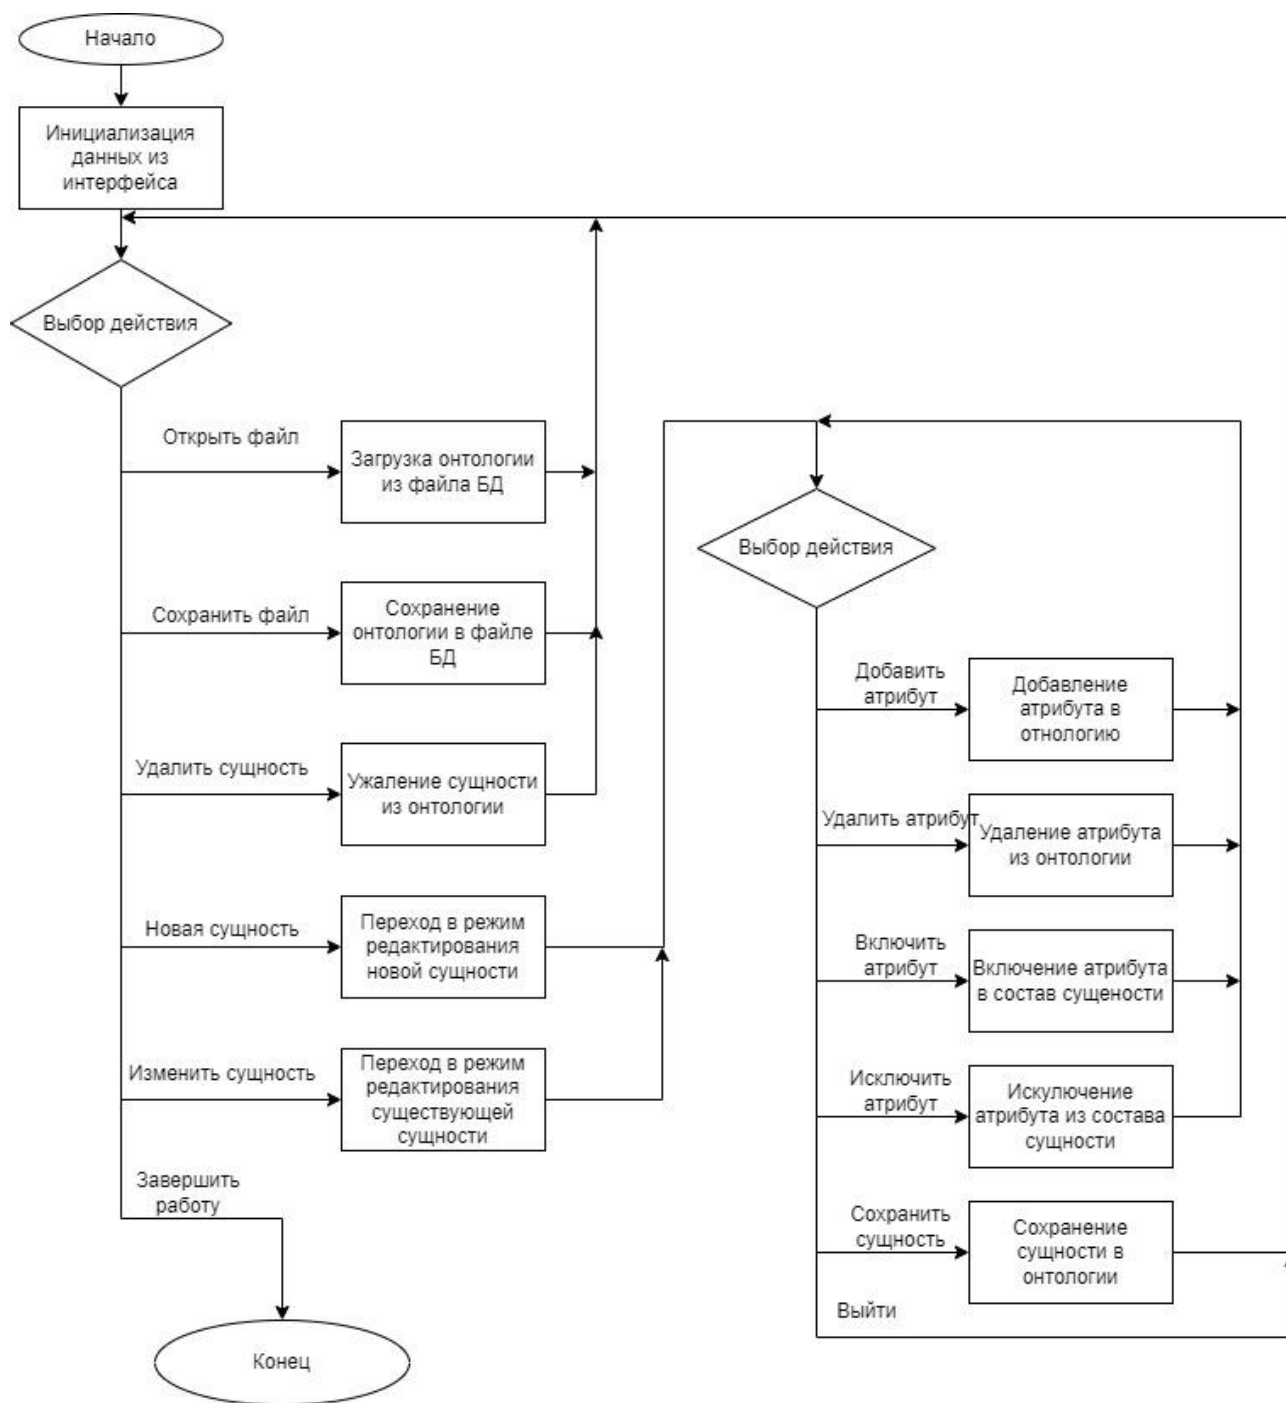 Начало
Инициализация
данных из
интерфейса
Выбор действия
Открыть файл
Загрузка онтологии
из файла БД
Сохранить файл
Сохранение
онтологии в файле
БД
Удалить сущность
Ужаление сущности
из онтологии
Новая сущность
Переход в режим
редактирования
новой сущности
Изменить сущность
Переход в режим
редактирования
существующей
сущности
Завершить
работу
Конец
Выбор действия
Добавить
атрибут
Добавление
атрибута в
отнологию
Удалить атрибут
Удаление атрибута
из онтологии
Включить
атрибут
Включение атрибута
в состав сущености
Исключить
атрибут
Искулючение
атрибута из состава
сущности
Сохранить
сущность
Сохранение
сущности в
онтологии
Выйти